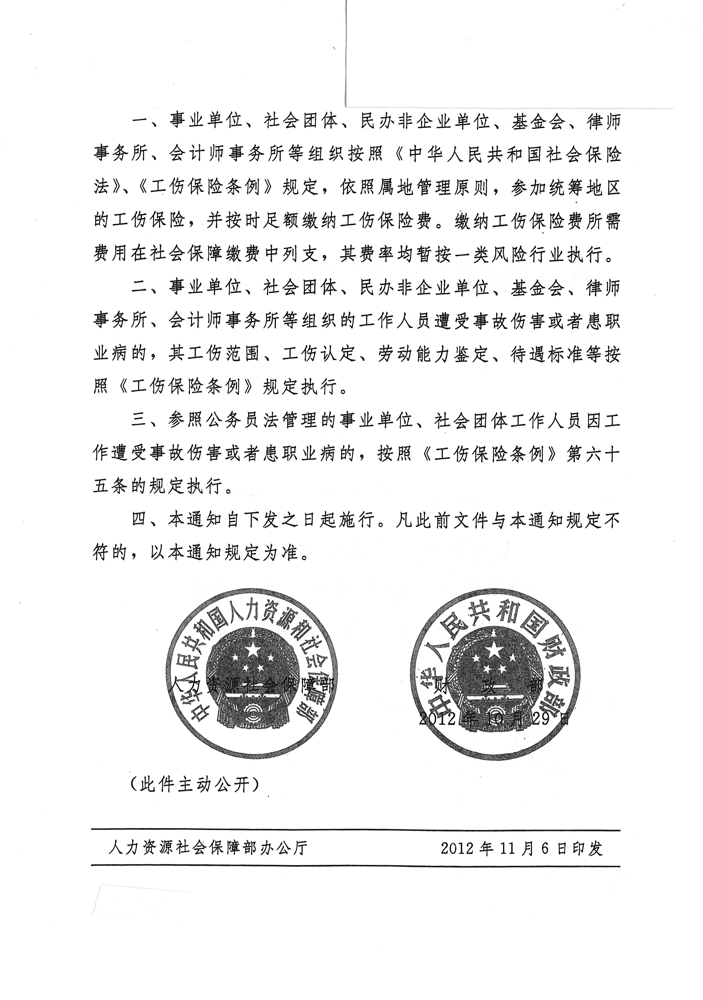 一、事业单位、社会团体、民办非企业单位、基金会、律师
事务所、会计师事务所等组织按照《中华人民共和国社会保险
法》、《工伤保险条例》规定，依照属地管理原则，参加统筹地区
的工伤保险，并按时足额缴纳工伤保险费。缴纳工伤保险费所需
费用在社会保障缴费中列支，其费率均暂按一类风险行业执行。
二、事业单位、社会团体、民办非企业单位、基金会、律师
事务所、会计师事务所等组织的工作人员遭受事故伤害或者患职
业病的，其工伤范围、工伤认定、劳动能力鉴定、待遇标准等按
照《工伤保险条例》规定执行。
三、参照公务员法管理的事业单位、社会团体工作人员因工
作遭受事故伤害或者患职业病的，按照《工伤保险条例》第六十
五条的规定执行。
四、本通知自下发之日起施行。凡此前文件与本通知规定不
符的，以本通知规定为准。
中华人民共和国人力资源和社会保障部
中华人民共和国财政部
人力资源社会保障部
财政部
2012年10月29日
（此件主动公开）
人力资源社会保障部办公厅 2012年11月6日印发